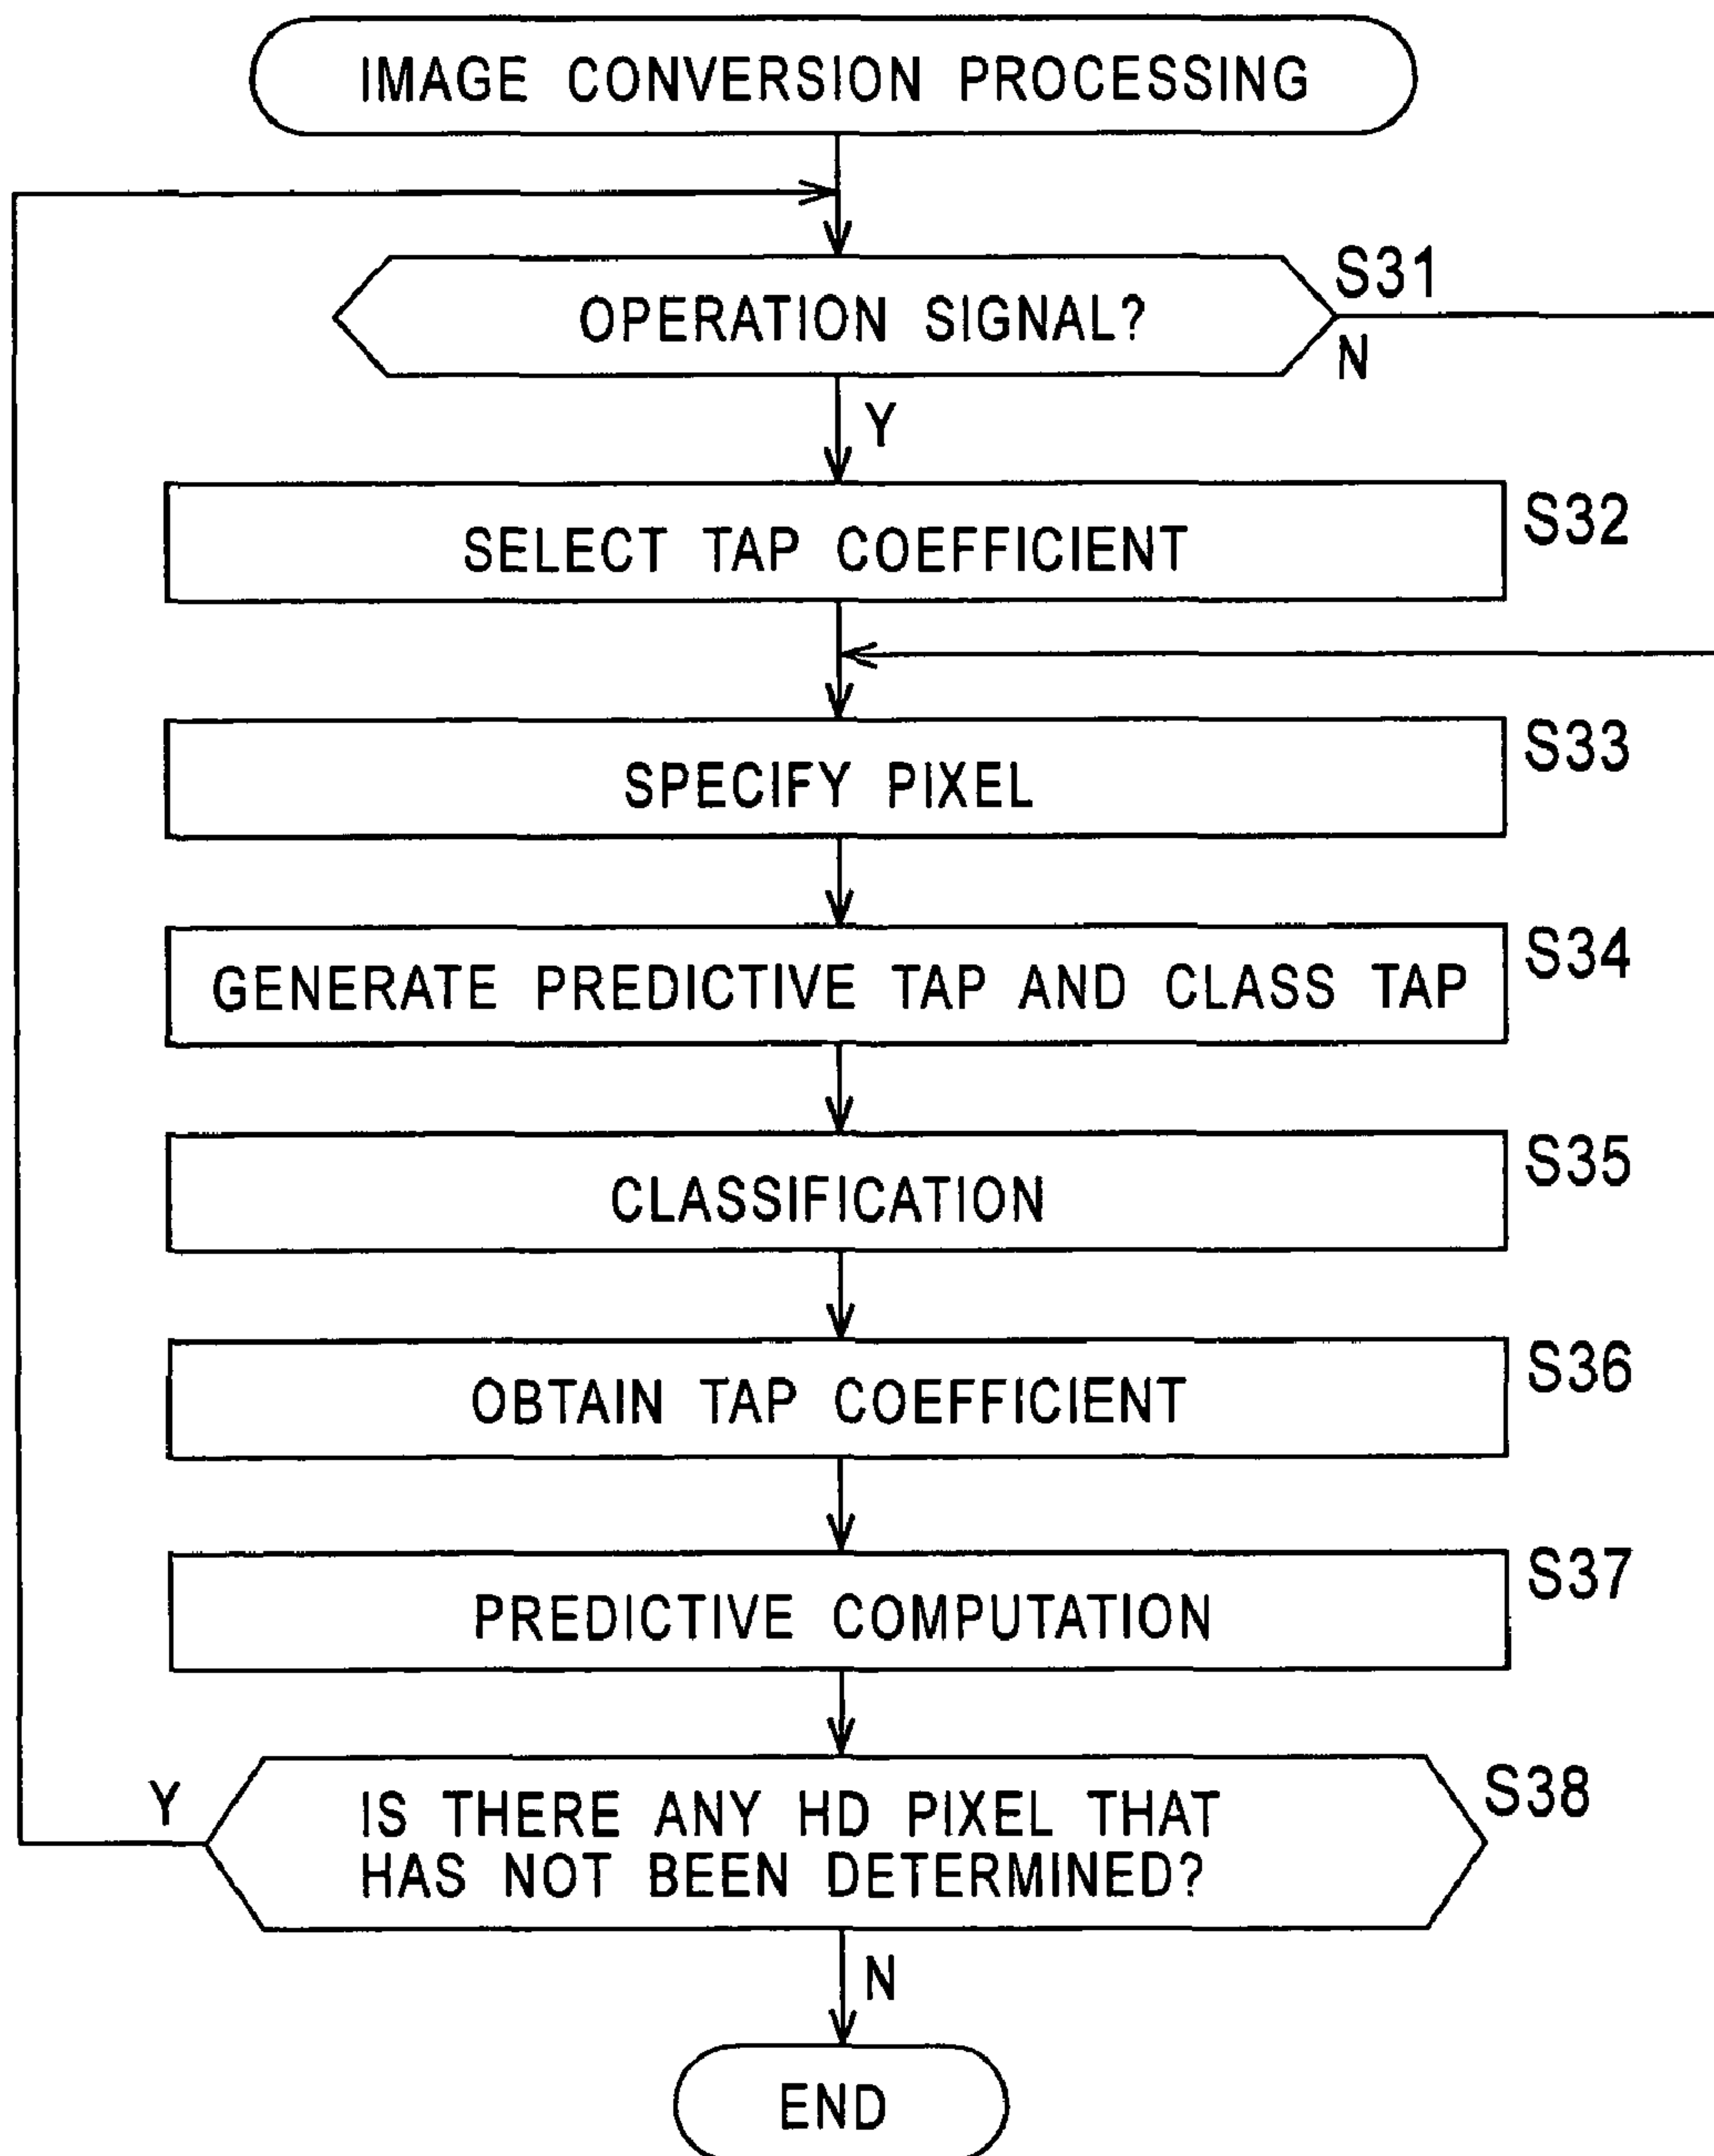 IMAGE CONVERSION PROCESSING
OPERATION SIGNAL?
S31
N
Y
SELECT TAP COEFFICIENT
S32
SPECIFY PIXEL
S33
GENERATE PREDICTIVE TAP AND CLASS TAP
S34
CLASSIFICATION
S35
OBTAIN TAP COEFFICIENT
S36
PREDICTIVE COMPUTATION
S37
Y
IS THERE ANY HD PIXEL THAT
HAS NOT BEEN DETERMINED?
S38
N
END